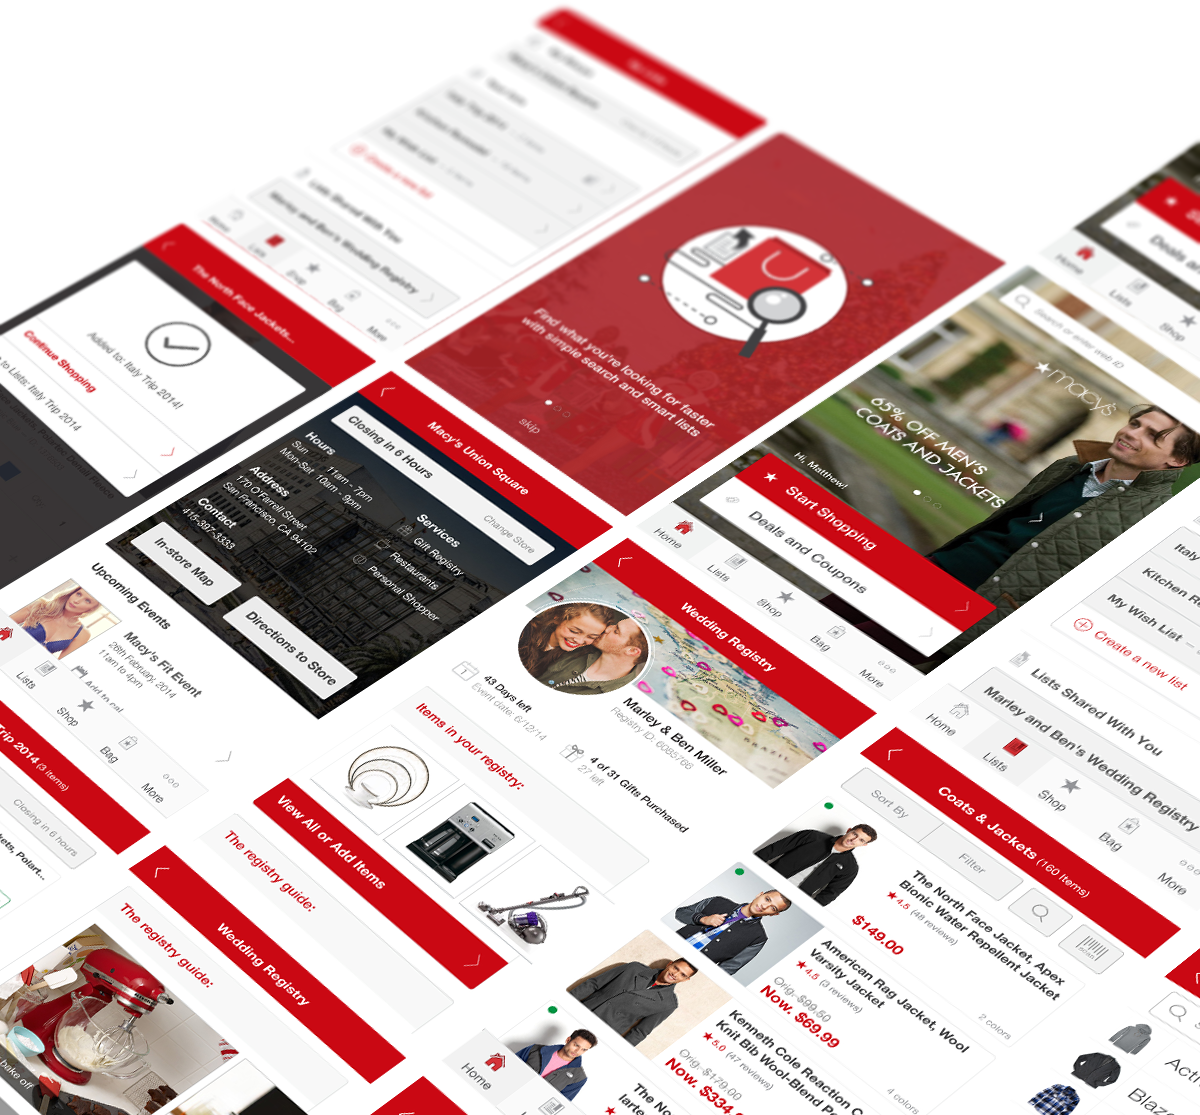 Create a new list
Lists Shared With You
Marley and Ben's Wedding Registry
Lists
Shop
Bag
More
The North Face Jackets...
Added to: Italy Trip 2014!
Continue Shopping
to Lists: Italy Trip 2014
Find what you're looking for faster
with simple search and smart lists
skip
Home
Lists
Shop
Search or enter web ID
macy's
65% OFF MEN'S
COATS AND JACKETS
Hi, Matthew!
Start Shopping
Deals and Coupons
Home
Lists
Shop
Bag
More
Macy's Union Square
Closing in 6 Hours
Change Store
Hours
Sun 11am - 7pm
Mon-Sat 10am - 9pm
Address
170 O'Farrell Street
San Francisco, CA 94102
Contact
415-397-3333
Services
Gift Registry
Restaurants
Personal Shopper
In-store Map
Directions to Store
Upcoming Events
Macy's Fit Event
26th February, 2014
11am to 4pm
Add to cal
Lists
Shop
Bag
More
Wedding Registry
Marley & Ben Miller
Registry ID: 6085766
43 Days left
Event date: 6/12/14
4 of 31 Gifts Purchased
27 left
Items in your registry:
View All or Add Items
The registry guide:
Italy
Kitchen Re
My Wish List
Create a new list
Lists Shared With You
Marley and Ben's Wedding Registry
Home
Lists
Shop
Bag
More
Trip 2014 (3 items)
Closing in 6 hours
Wedding Registry
The registry guide:
bake off
Coats & Jackets (160 Items)
Sort By
Filter
The North Face Jacket, Apex
Bionic Water Repellent Jacket
4.5 (48 reviews)
$149.00
American Rag Jacket, Wool
Varsity Jacket
4.5 (3 reviews)
Orig. $99.50
Now. $69.99
2 colors
Kenneth Cole Reaction C
Knit Bib Wool-Blend P
5.0 (47 reviews)
Orig. $179.00
Now. $334.
4 colors
The No
Home
Acti
Blaze